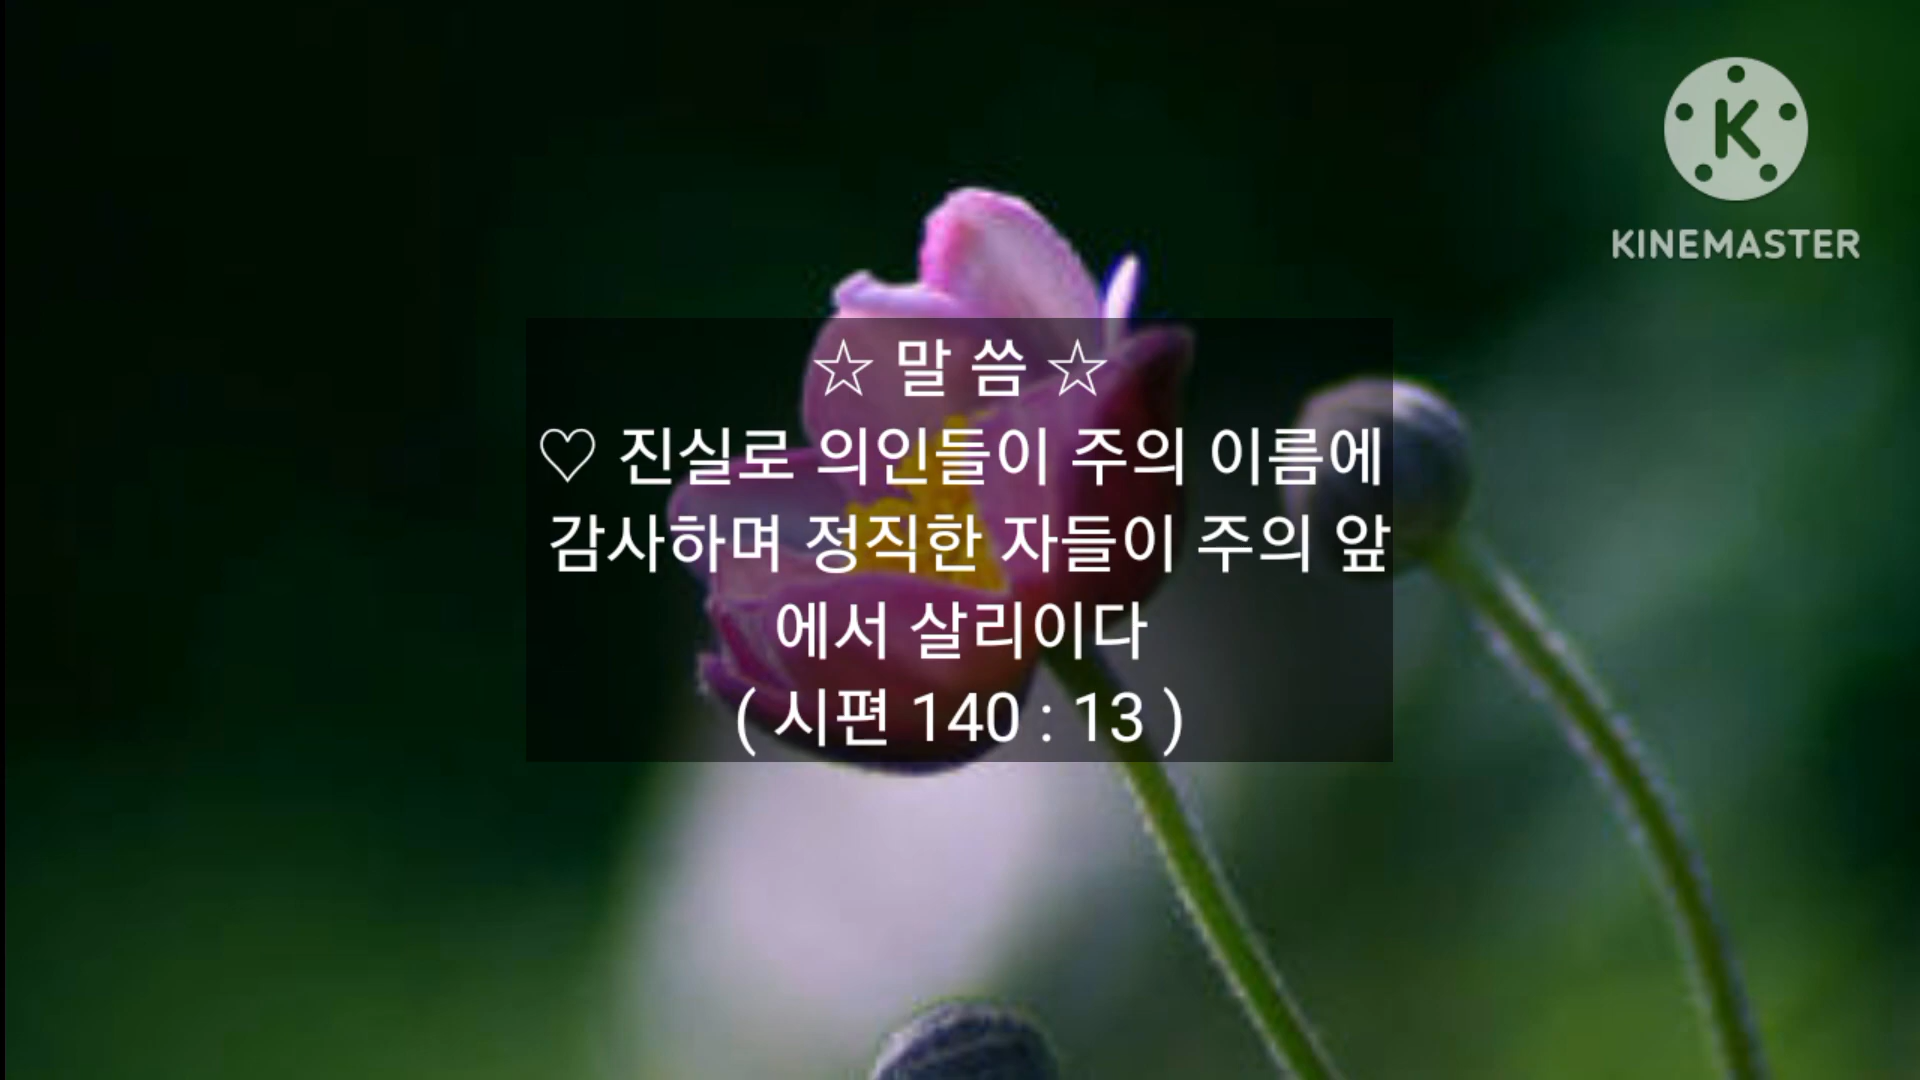 KINEMASTER
☆ 말 씀 ☆
♡ 진실로 의인들이 주의 이름에
감사하며 정직한 자들이 주의 앞
에서 살리이다
( 시편 140 : 13 )